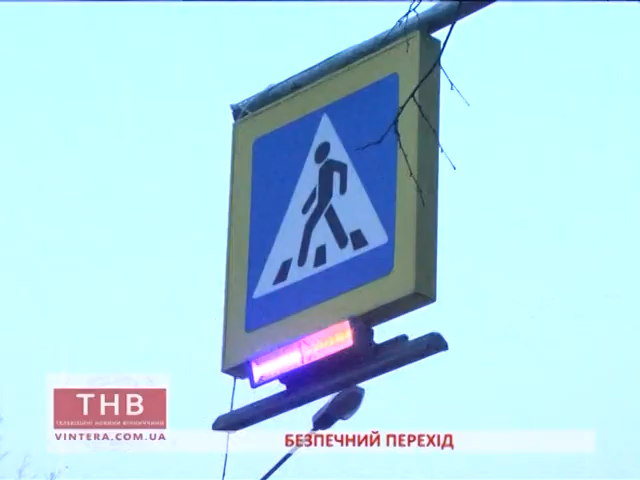 ТНВ
ТЕЛЕВІЗІЙНІ НОВИНИ ВІННИЧЧИНИ
VINTERA.COM.UA
БЕЗПЕЧНИЙ ПЕРЕХІД